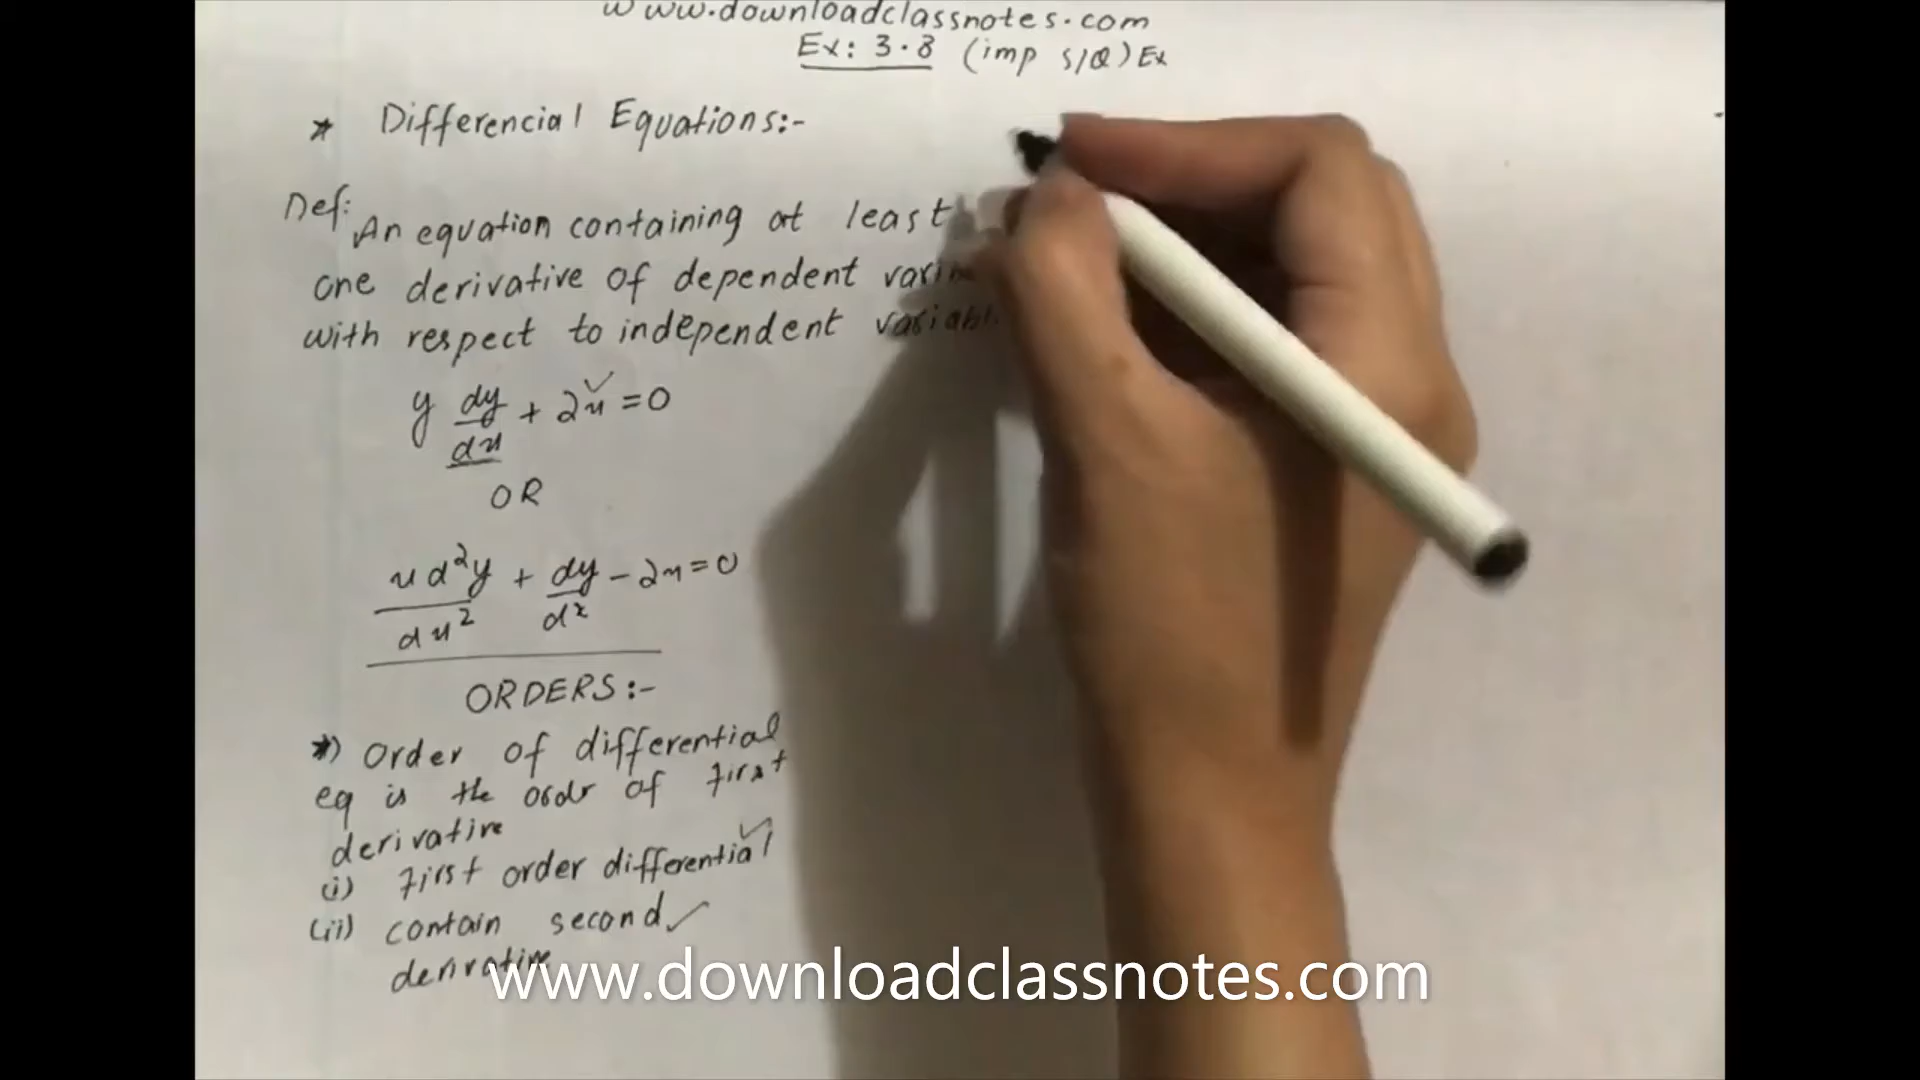 www.downloadclassnotes.com
Ex: 3.8 (imp S/Q) Ex
* Differencial Equations:-
Def: An equation containing at least
one derivative of dependent
with respect to independent variabl
y dy/dx + 2x = 0
OR
x d²y/dx² + dy/dx - 2x = 0
ORDERS:-
*) Order of differential
eq is the order of first
derivative
(i) first order differential
(ii) contain second
derivative
www.downloadclassnotes.com